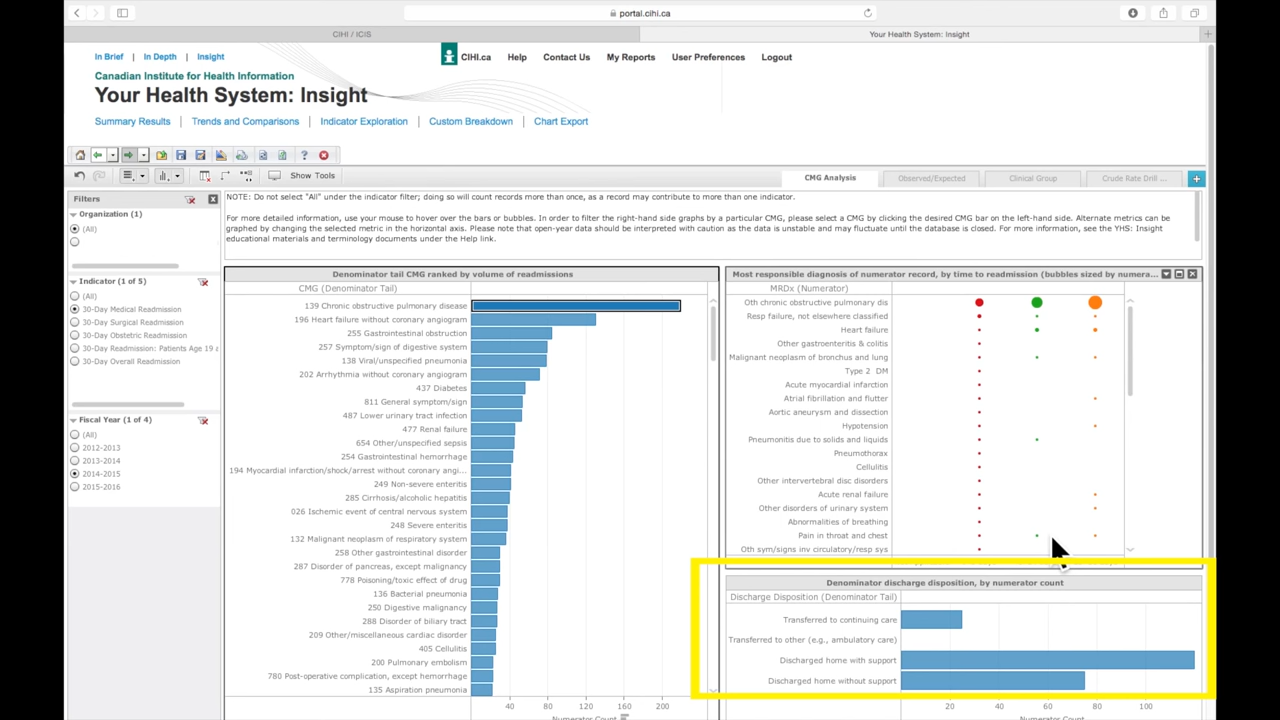 portal.cihi.ca
CIHI / ICIS
Your Health System: Insight
In Brief | In Depth | Insight
CIHI.ca Help Contact Us My Reports User Preferences Logout
Canadian Institute for Health Information
Your Health System: Insight
Summary Results | Trends and Comparisons | Indicator Exploration | Custom Breakdown | Chart Export
Show Tools
CMG Analysis Observed/Expected Clinical Group Crude Rate Drill ...
Filters
Organization (1)
(All)
Indicator (1 of 5)
(All)
30-Day Medical Readmission
30-Day Surgical Readmission
30-Day Obstetric Readmission
30-Day Readmission: Patients Age 19 a
30-Day Overall Readmission
Fiscal Year (1 of 4)
(All)
2012-2013
2013-2014
2014-2015
2015-2016
NOTE: Do not select "All" under the indicator filter; doing so will count records more than once, as a record may contribute to more than one indicator.
For more detailed information, use your mouse to hover over the bars or bubbles. In order to filter the right-hand side graphs by a particular CMG, please select a CMG by clicking the desired CMG bar on the left-hand side. Alternate metrics can be
graphed by changing the selected metric in the horizontal axis. Please note that open-year data should be interpreted with caution as the data is unstable and may fluctuate until the database is closed. For more information, see the YHS: Insight
educational materials and terminology documents under the Help link.
Denominator tail CMG ranked by volume of readmissions
CMG (Denominator Tail)
139 Chronic obstructive pulmonary disease
196 Heart failure without coronary angiogram
255 Gastrointestinal obstruction
257 Symptom/sign of digestive system
138 Viral/unspecified pneumonia
202 Arrhythmia without coronary angiogram
437 Diabetes
811 General symptom/sign
487 Lower urinary tract infection
477 Renal failure
654 Other/unspecified sepsis
254 Gastrointestinal hemorrhage
194 Myocardial infarction/shock/arrest without coronary angi...
249 Non-severe enteritis
285 Cirrhosis/alcoholic hepatitis
026 Ischemic event of central nervous system
248 Severe enteritis
132 Malignant neoplasm of respiratory system
258 Other gastrointestinal disorder
287 Disorder of pancreas, except malignancy
778 Poisoning/toxic effect of drug
136 Bacterial pneumonia
250 Digestive malignancy
288 Disorder of biliary tract
209 Other/miscellaneous cardiac disorder
405 Cellulitis
200 Pulmonary embolism
780 Post-operative complication, except hemorrhage
135 Aspiration pneumonia
40 80 120 160 200
Numerator Count
Most responsible diagnosis of numerator record, by time to readmission (bubbles sized by numera...
MRDx (Numerator)
Oth chronic obstructive pulmonary dis
Resp failure, not elsewhere classified
Heart failure
Other gastroenteritis & colitis
Malignant neoplasm of bronchus and lung
Type 2 DM
Acute myocardial infarction
Atrial fibrillation and flutter
Aortic aneurysm and dissection
Hypotension
Pneumonitis due to solids and liquids
Pneumothorax
Cellulitis
Other intervertebral disc disorders
Acute renal failure
Other disorders of urinary system
Abnormalities of breathing
Pain in throat and chest
Oth sym/signs inv circulatory/resp sys
Denominator discharge disposition, by numerator count
Discharge Disposition (Denominator Tail)
Transferred to continuing care
Transferred to other (e.g., ambulatory care)
Discharged home with support
Discharged home without support
20 40 60 80 100
Numerator Count